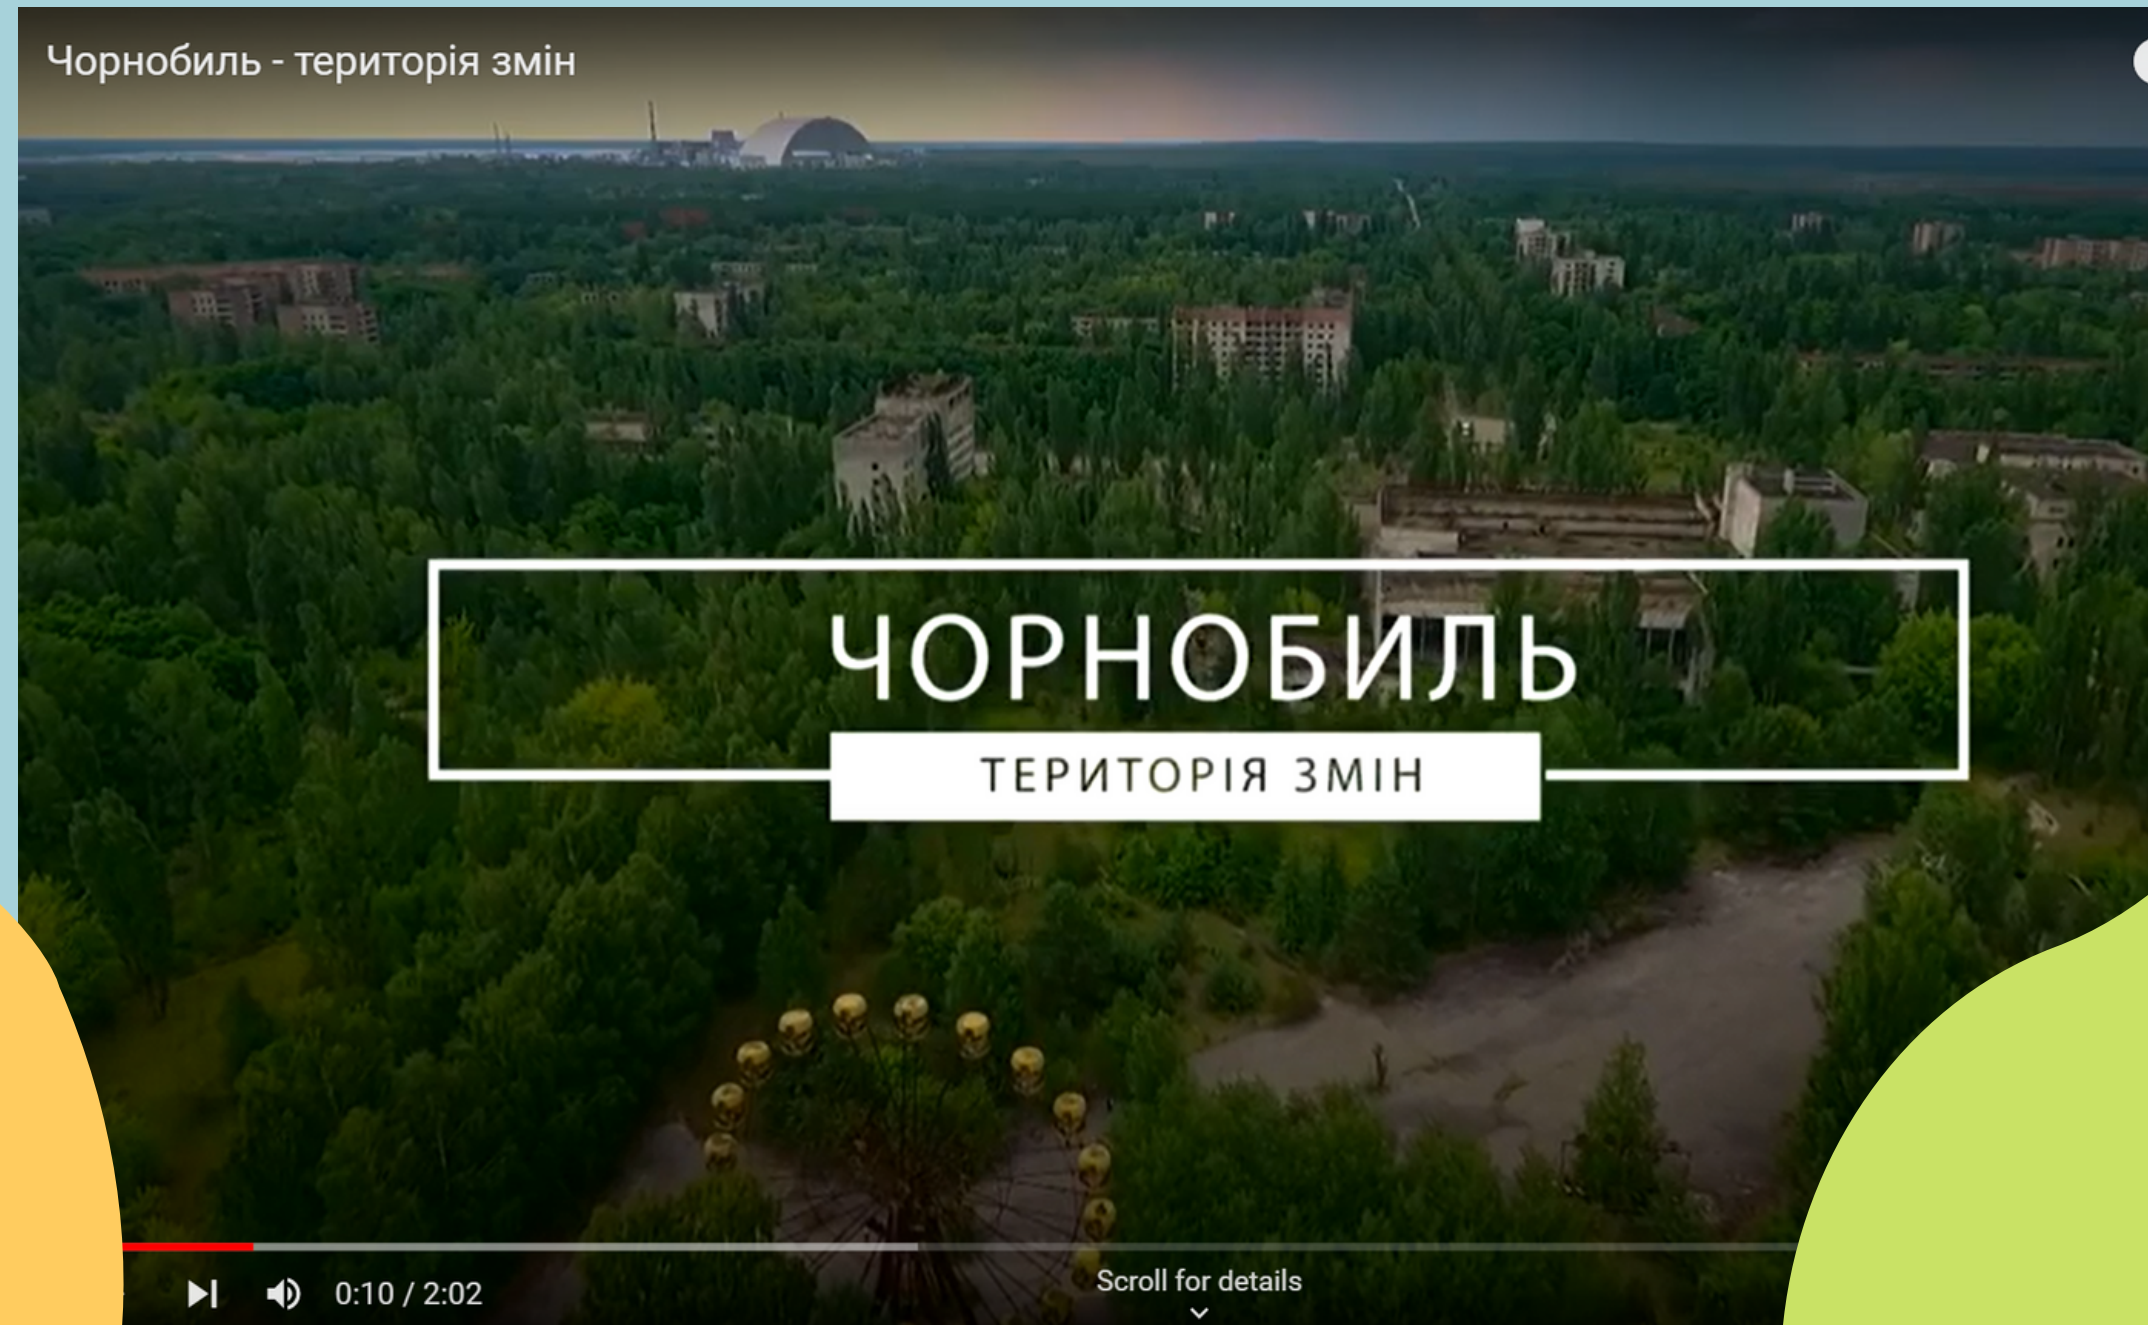 Чорнобиль - територія змін
ЧОРНОБИЛЬ
ТЕРИТОРІЯ ЗМІН
0:10 / 2:02
Scroll for details